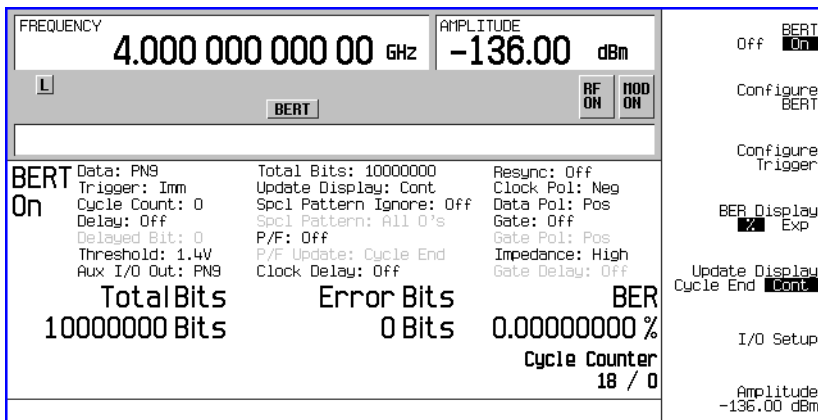 FREQUENCY
4.000 000 000 00 GHz
AMPLITUDE
-136.00 dBm
L
BERT
RF ON
MOD ON
BERT On
Data: PN9
Trigger: Imm
Cycle Count: 0
Delay: Off
Delayed Bit: 0
Threshold: 1.4V
Aux I/O Out: PN9
Total Bits: 10000000
Update Display: Cont
Spcl Pattern Ignore: Off
Spcl Pattern: All 0's
P/F: Off
P/F Update: Cycle End
Clock Delay: Off
Resync: Off
Clock Pol: Neg
Data Pol: Pos
Gate: Off
Gate Pol: Pos
Impedance: High
Gate Delay: Off
Total Bits Error Bits BER
10000000 Bits 0 Bits 0.00000000 %
Cycle Counter
18 / 0
BERT
Off On
Configure
BERT
Configure
Trigger
BER Display
% Exp
Update Display
Cycle End Cont
I/O Setup
Amplitude
-136.00 dBm